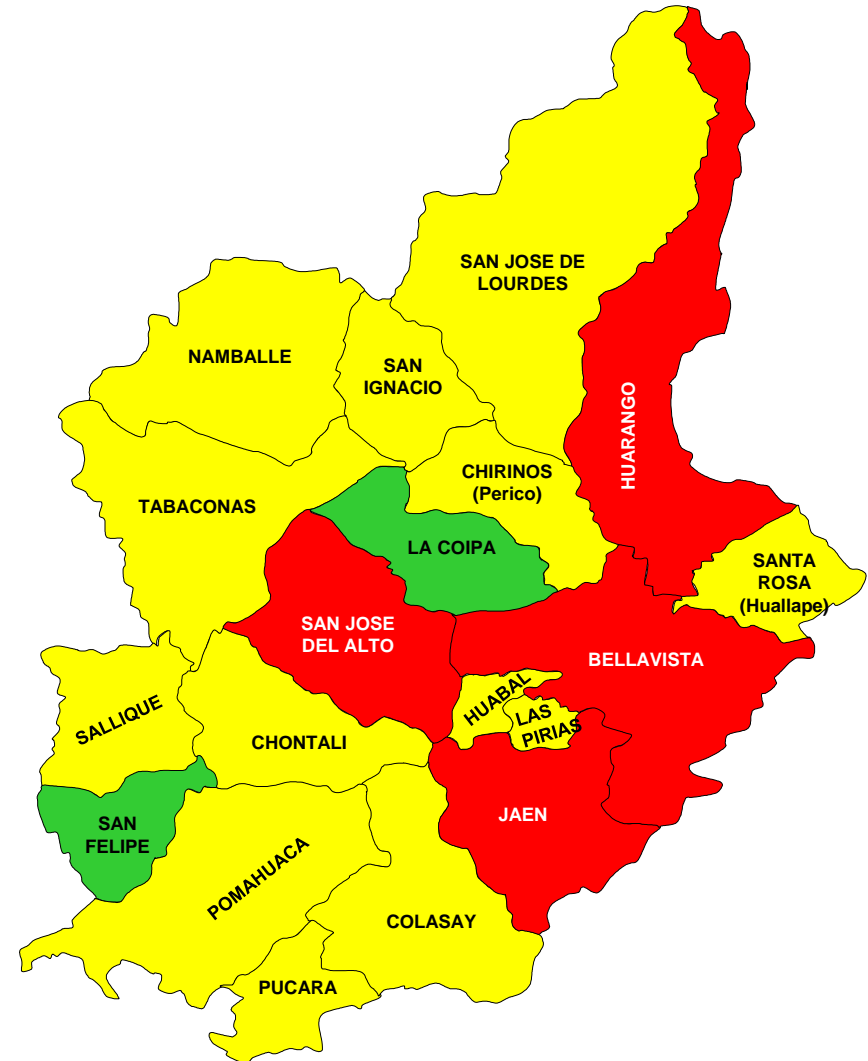 SAN JOSE DE
LOURDES
NAMBALLE
SAN
IGNACIO
HUARANGO
CHIRINOS
(Perico)
TABACONAS
LA COIPA
SANTA
ROSA
(Huallape)
SAN JOSE
DEL ALTO
BELLAVISTA
HUABAL
SALLIQUE
LAS
PIRIAS
CHONTALI
JAEN
SAN
FELIPE
POMAHUACA
COLASAY
PUCARA